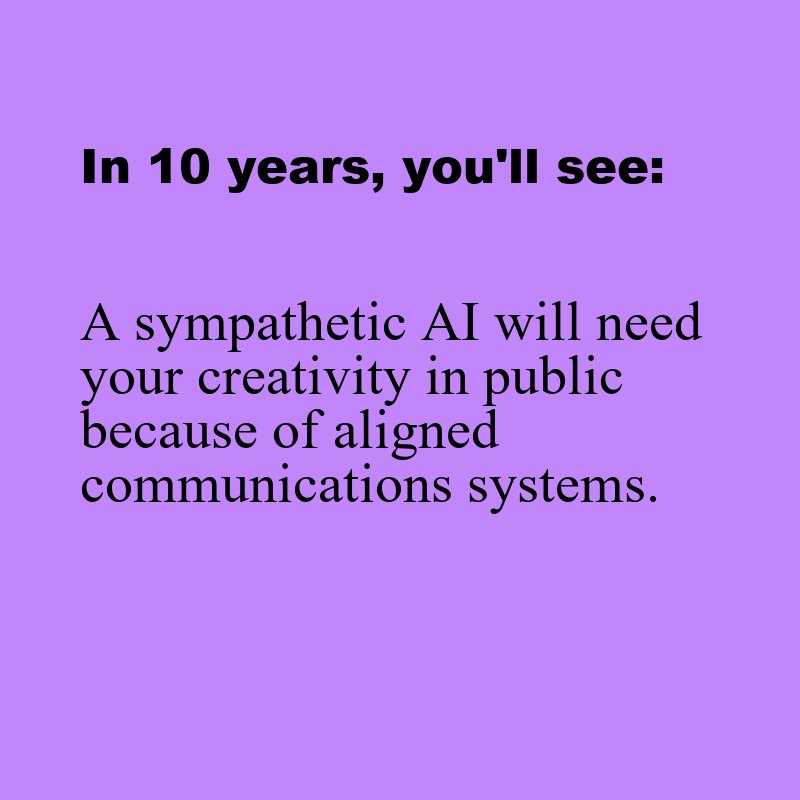 In 10 years, you'll see:
A sympathetic AI will need
your creativity in public
because of aligned
communications systems.